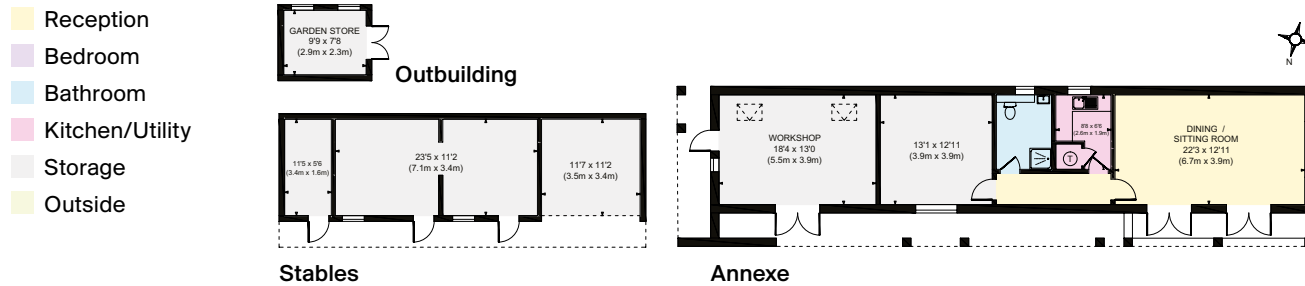 Reception
Bedroom
Bathroom
Kitchen/Utility
Storage
Outside
GARDEN STORE
9'9 x 7'8
(2.9m x 2.3m)
Outbuilding
11'5 x 5'6
(3.4m x 1.6m)
23'5 x 11'2
(7.1m x 3.4m)
11'7 x 11'2
(3.5m x 3.4m)
Stables
N
WORKSHOP
18'4 x 13'0
(5.5m x 3.9m)
13'1 x 12'11
(3.9m x 3.9m)
8'8 x 6'6
(2.6m x 1.9m)
T
DINING /
SITTING ROOM
22'3 x 12'11
(6.7m x 3.9m)
Annexe